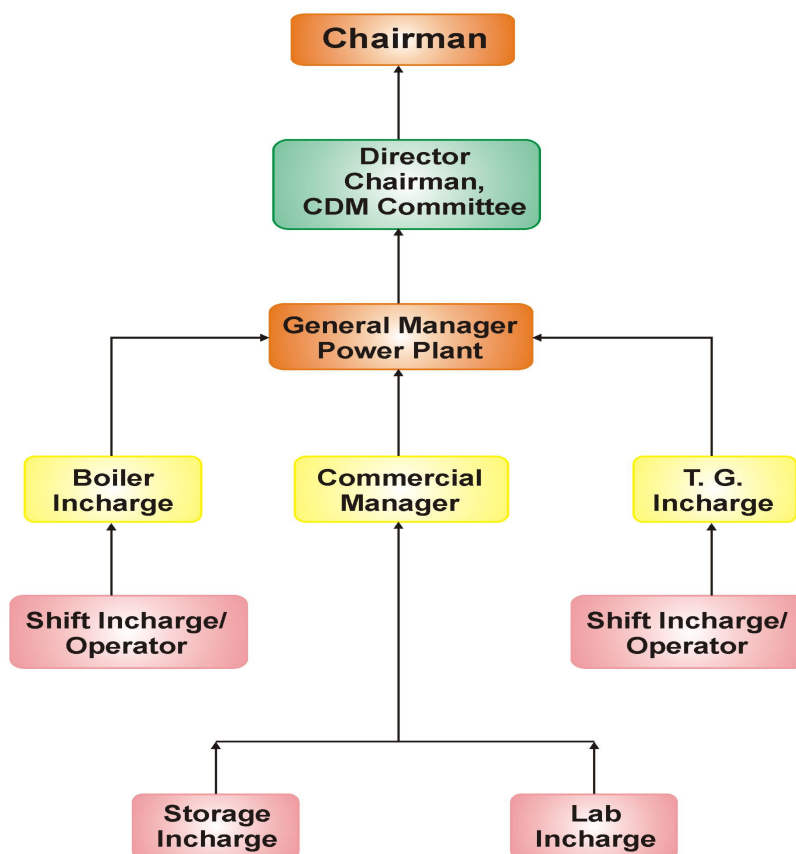 Chairman
Director
Chairman,
CDM Committee
General Manager
Power Plant
Boiler
Incharge
Commercial
Manager
T. G.
Incharge
Shift Incharge/
Operator
Shift Incharge/
Operator
Storage
Incharge
Lab
Incharge